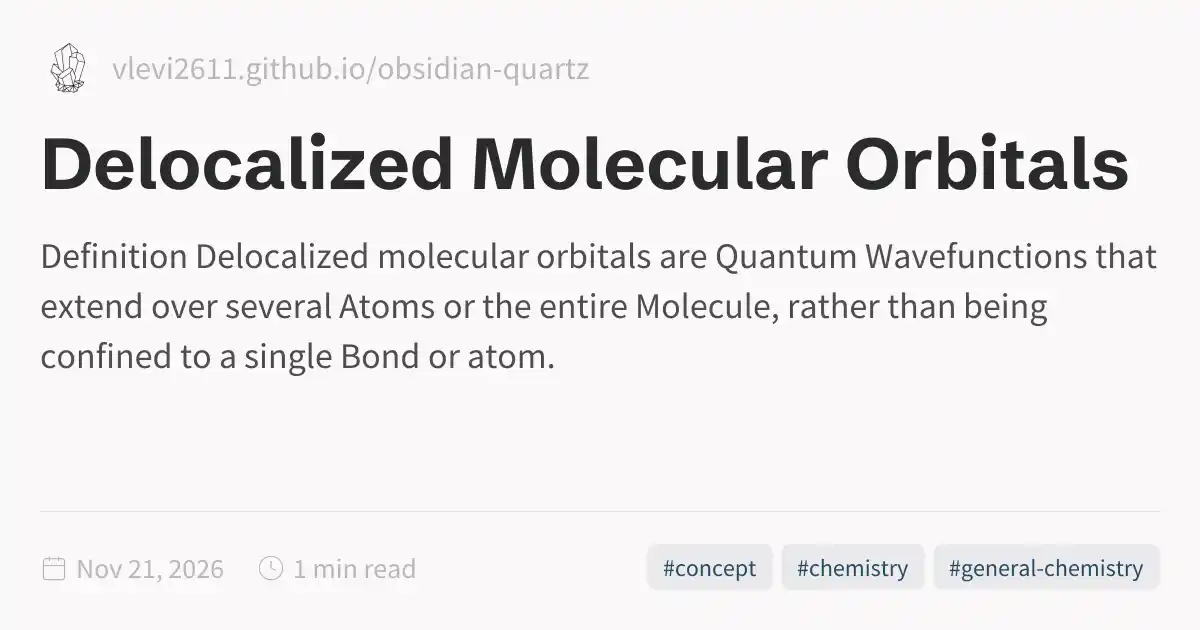 vlevi2611.github.io/obsidian-quartz
Delocalized Molecular Orbitals
Definition Delocalized molecular orbitals are Quantum Wavefunctions that
extend over several Atoms or the entire Molecule, rather than being
confined to a single Bond or atom.
Nov 21, 2026 1 min read #concept #chemistry #general-chemistry